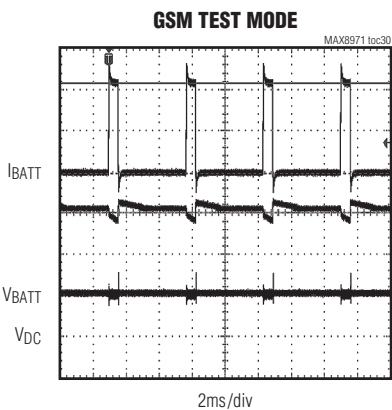 GSM TEST MODE
MAX8971 toc30
IBATT
VBATT
VDC
2ms/div